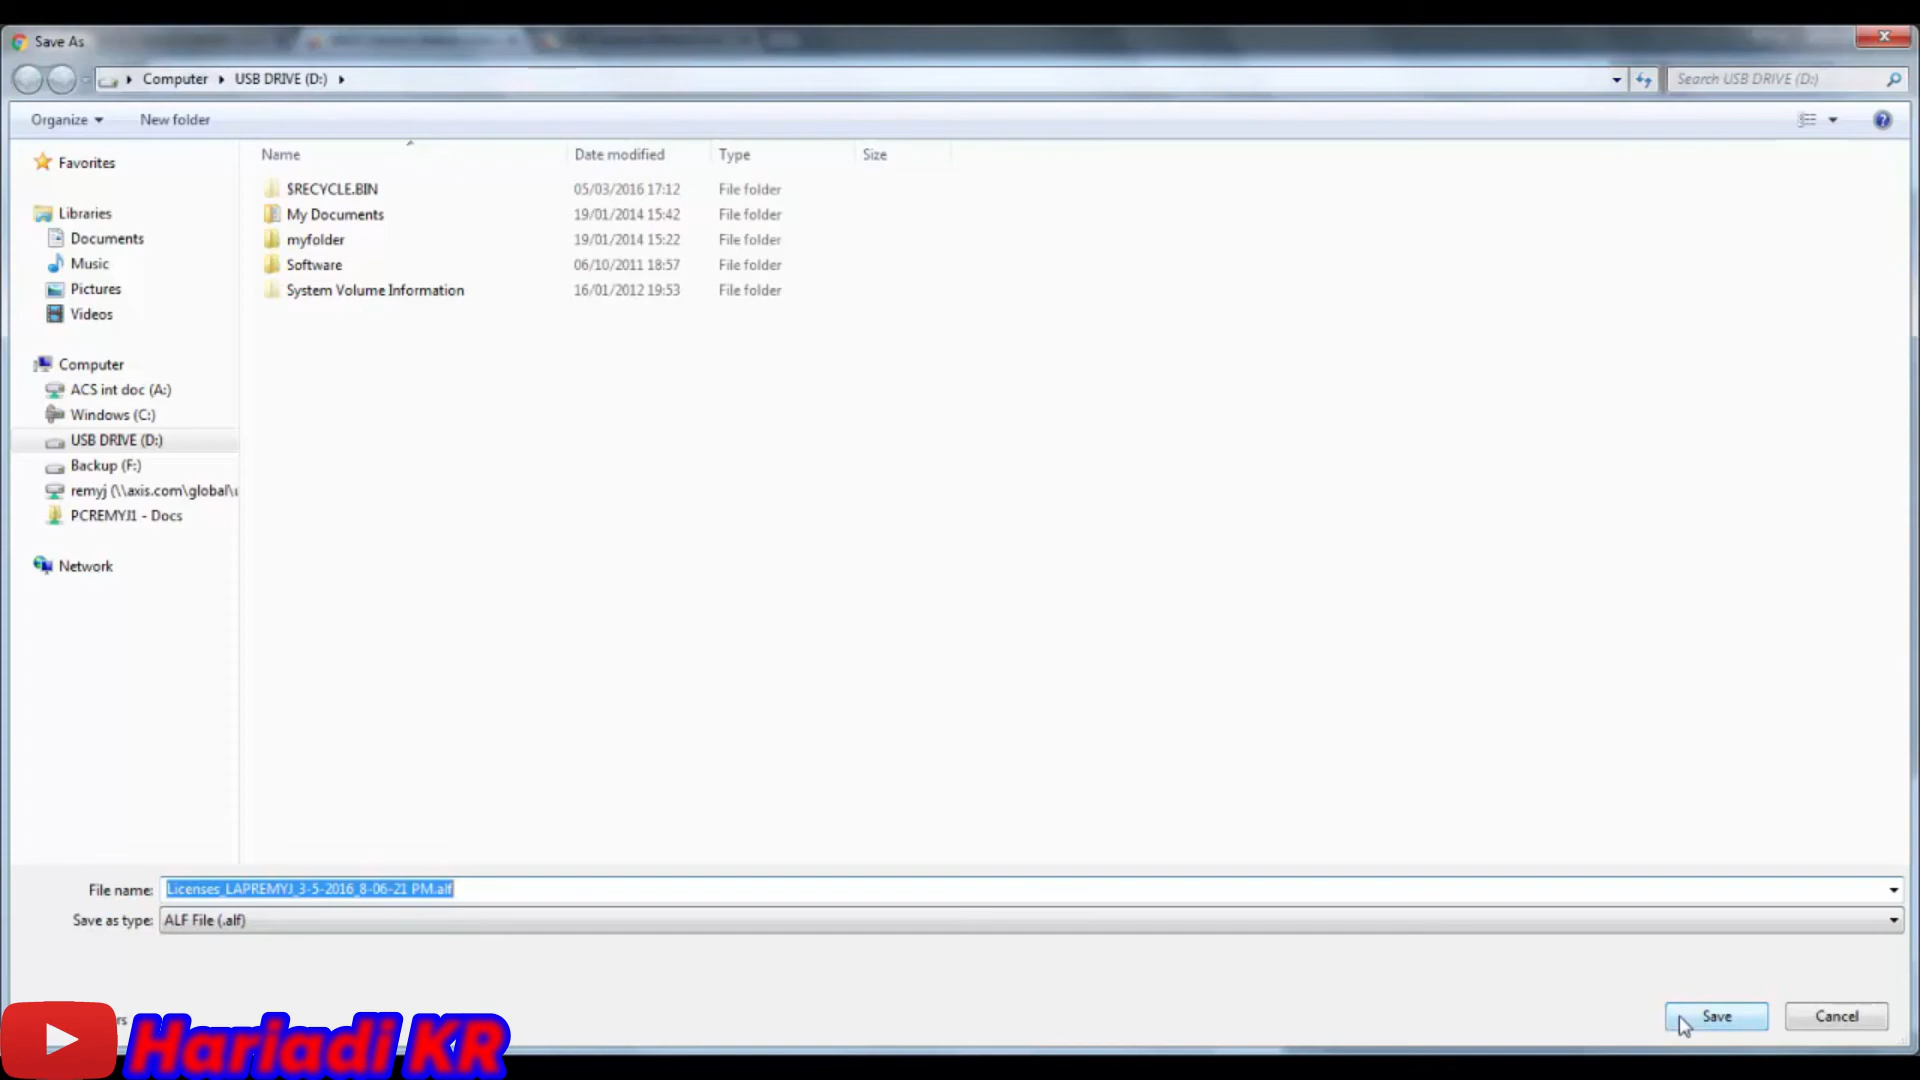 Save As
Computer USB DRIVE (D:)
Search USB DRIVE (D:)
Organize New folder
Name Date modified Type Size
$RECYCLE.BIN 05/03/2016 17:12 File folder
My Documents 19/01/2014 15:42 File folder
myfolder 19/01/2014 15:22 File folder
Software 06/10/2011 18:57 File folder
System Volume Information 16/01/2012 19:53 File folder
Favorites
Libraries
Documents
Music
Pictures
Videos
Computer
ACS int doc (A:)
Windows (C:)
USB DRIVE (D:)
Backup (F:)
remyj (\\axis.com\global\
PCREMYJ1 - Docs
Network
File name: Licenses_LAPREMYJ_3-5-2016_8-06-21 PM.alf
Save as type: ALF File (.alf)
Save Cancel
Hariadi KR